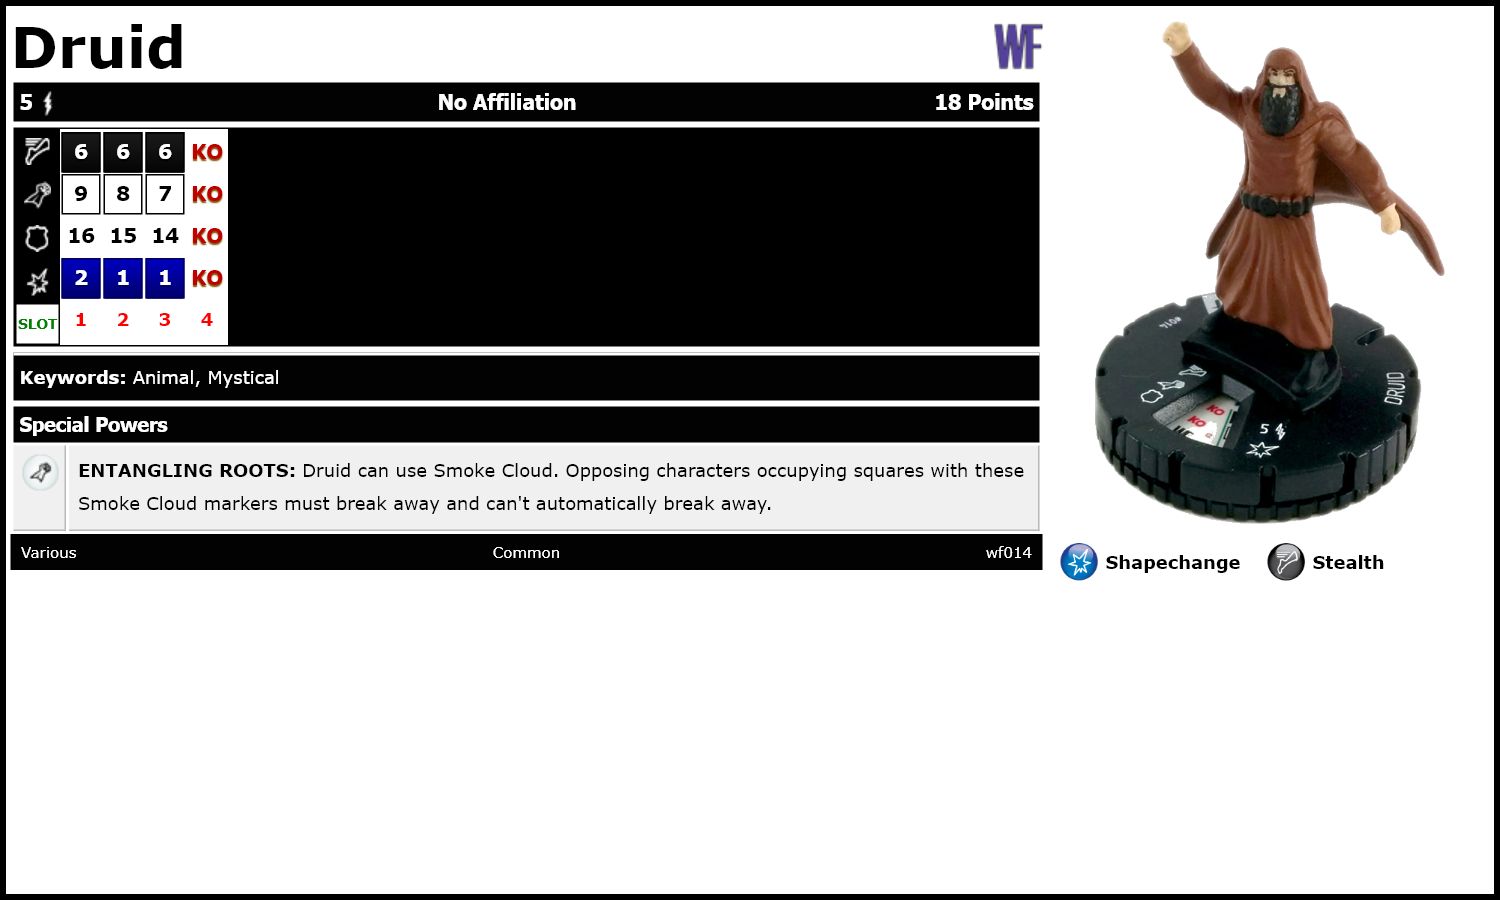 Druid
WF
5 No Affiliation 18 Points
6 6 6 KO
9 8 7 KO
16 15 14 KO
2 1 1 KO
SLOT 1 2 3 4
Keywords: Animal, Mystical
Special Powers
ENTANGLING ROOTS: Druid can use Smoke Cloud. Opposing characters occupying squares with these
Smoke Cloud markers must break away and can't automatically break away.
Various Common wf014
#014
DRUID
KO
KO
5
Shapechange Stealth